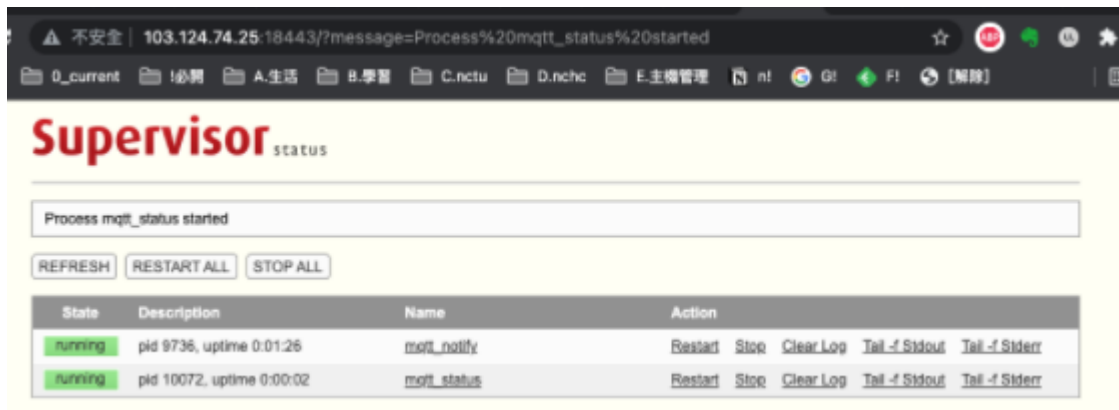 不安全 103.124.74.25:18443/?message=Process%20mqtt_status%20started ABP
0_current !必開 A.生活 B.學習 C.nctu D.nchc E.主機管理 n! G! F! [解除]
Supervisor status
Process mqtt_status started
REFRESH RESTART ALL STOP ALL
State Description Name Action
running pid 9736, uptime 0:01:26 mqtt_notify Restart Stop Clear Log Tail -f Stdout Tail -f Stderr
running pid 10072, uptime 0:00:02 mqtt_status Restart Stop Clear Log Tail -f Stdout Tail -f Stderr